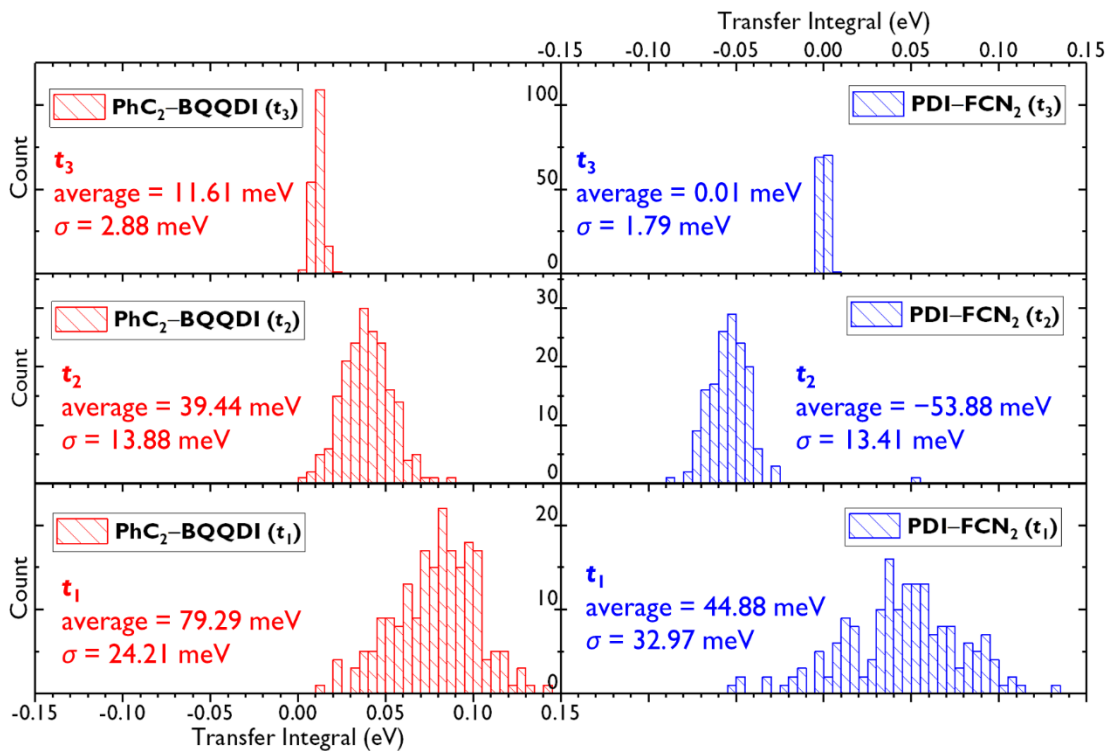 Transfer Integral (eV)
-0.15 -0.10 -0.05 0.00 0.05 0.10 0.15
PhC₂–BQQDI (t₃)
t₃
average = 11.61 meV
σ = 2.88 meV
Count
100
50
0
PDI–FCN₂ (t₃)
t₃
average = 0.01 meV
σ = 1.79 meV
PhC₂–BQQDI (t₂)
t₂
average = 39.44 meV
σ = 13.88 meV
Count
30
20
10
0
PDI–FCN₂ (t₂)
t₂
average = −53.88 meV
σ = 13.41 meV
PhC₂–BQQDI (t₁)
t₁
average = 79.29 meV
σ = 24.21 meV
Count
20
10
0
PDI–FCN₂ (t₁)
t₁
average = 44.88 meV
σ = 32.97 meV
-0.15 -0.10 -0.05 0.00 0.05 0.10 0.15
Transfer Integral (eV)